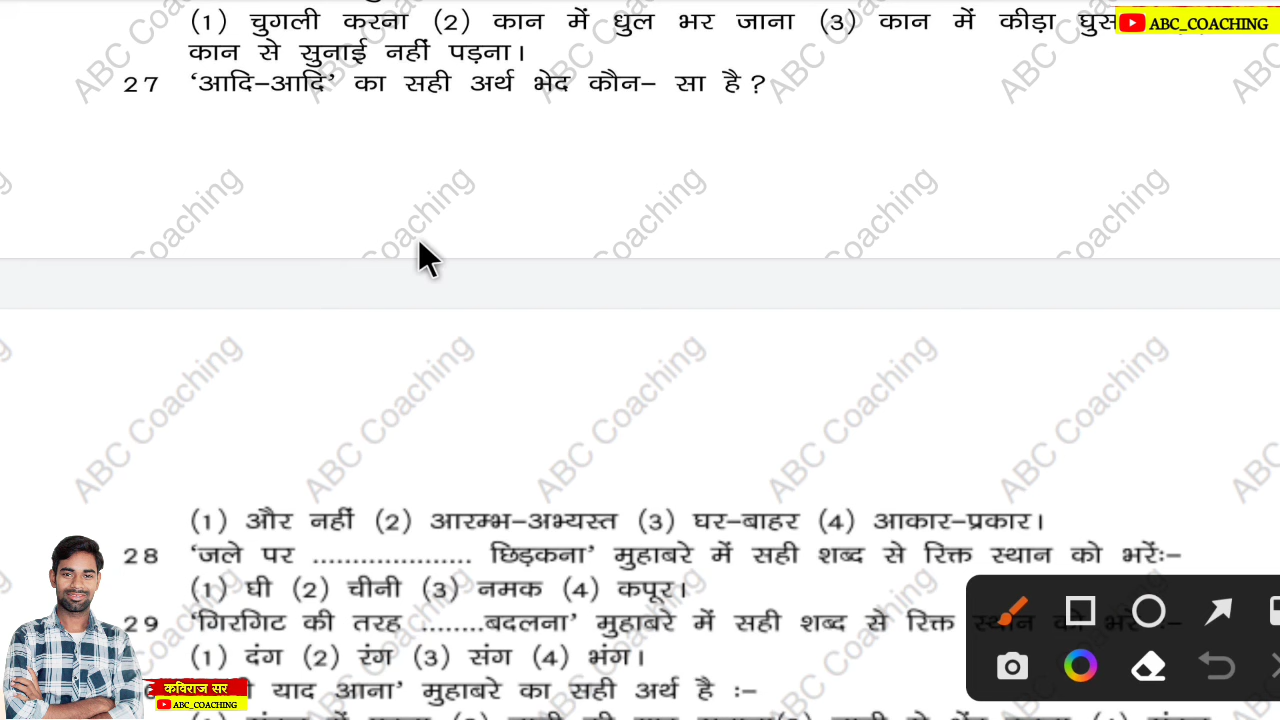 (1) चुगली करना (2) कान में धुल भर जाना (3) कान में कीड़ा घुस
ABC_COACHING
कान से सुनाई नहीं पड़ना।
27 ‘आदि–आदि’ का सही अर्थ भेद कौन– सा है ?
(1) और नहीं (2) आरम्भ–अभ्यस्त (3) घर–बाहर (4) आकार–प्रकार।
28 ‘जले पर ..................... छिड़कना’ मुहाबरे में सही शब्द से रिक्त स्थान को भरेंः–
(1) घी (2) चीनी (3) नमक (4) कपूर।
29 ‘गिरगिट की तरह ........बदलना’ मुहाबरे में सही शब्द से रिक्त स्थान को भरेंः–
(1) दंग (2) रंग (3) संग (4) भंग।
याद आना’ मुहाबरे का सही अर्थ है ः–
कविराज सर
ABC_COACHING
ABC Coaching